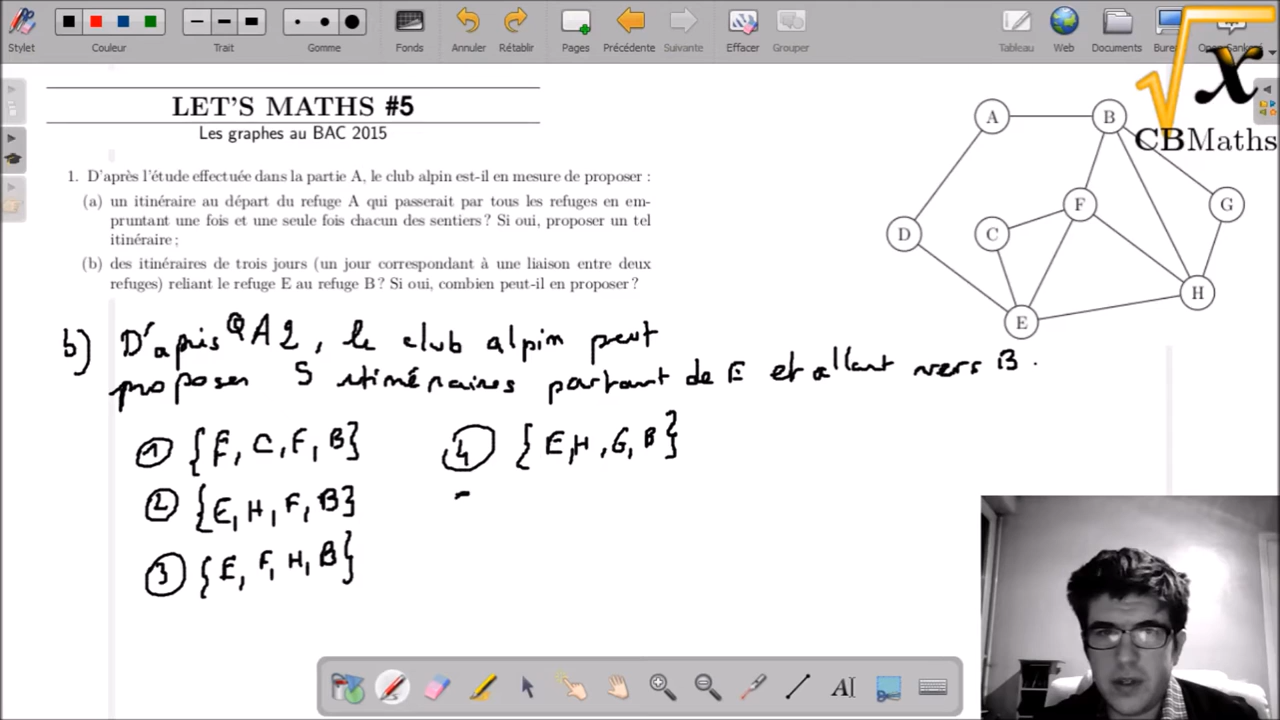 Stylet Couleur Trait Gomme Fonds Annuler Rétablir Pages Précédente Suivante Effacer Grouper Tableau Web Documents
LET'S MATHS #5
Les graphes au BAC 2015
1. D'après l'étude effectuée dans la partie A, le club alpin est-il en mesure de proposer :
(a) un itinéraire au départ du refuge A qui passerait par tous les refuges en em-
pruntant une fois et une seule fois chacun des sentiers ? Si oui, proposer un tel
itinéraire ;
(b) des itinéraires de trois jours (un jour correspondant à une liaison entre deux
refuges) reliant le refuge E au refuge B ? Si oui, combien peut-il en proposer ?
x
CBMaths
A B
F G
D C
H
E
b) D'après QA2, le club alpin peut
proposer 5 itinéraires partant de E et allant vers B.
1 {E, C, F, B}
2 {E, H, F, B}
3 {E, F, H, B}
4 {E, H, G, B}